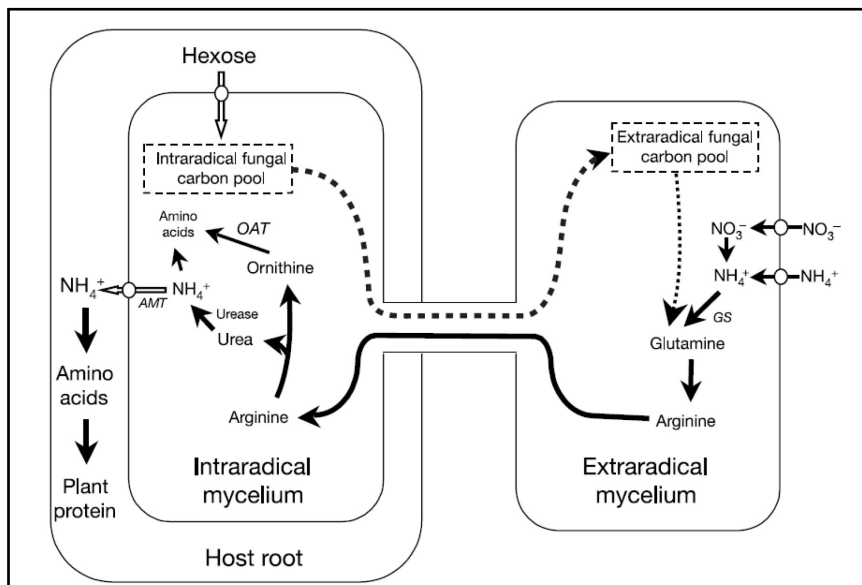 Hexose
Intraradical fungal
carbon pool
Amino
acids
OAT
Ornithine
NH₄⁺
AMT
NH₄⁺
Urease
Urea
Amino
acids
Arginine
Plant
protein
Intraradical
mycelium
Host root
Extraradical fungal
carbon pool
NO₃⁻
NO₃⁻
NH₄⁺
NH₄⁺
GS
Glutamine
Arginine
Extraradical
mycelium